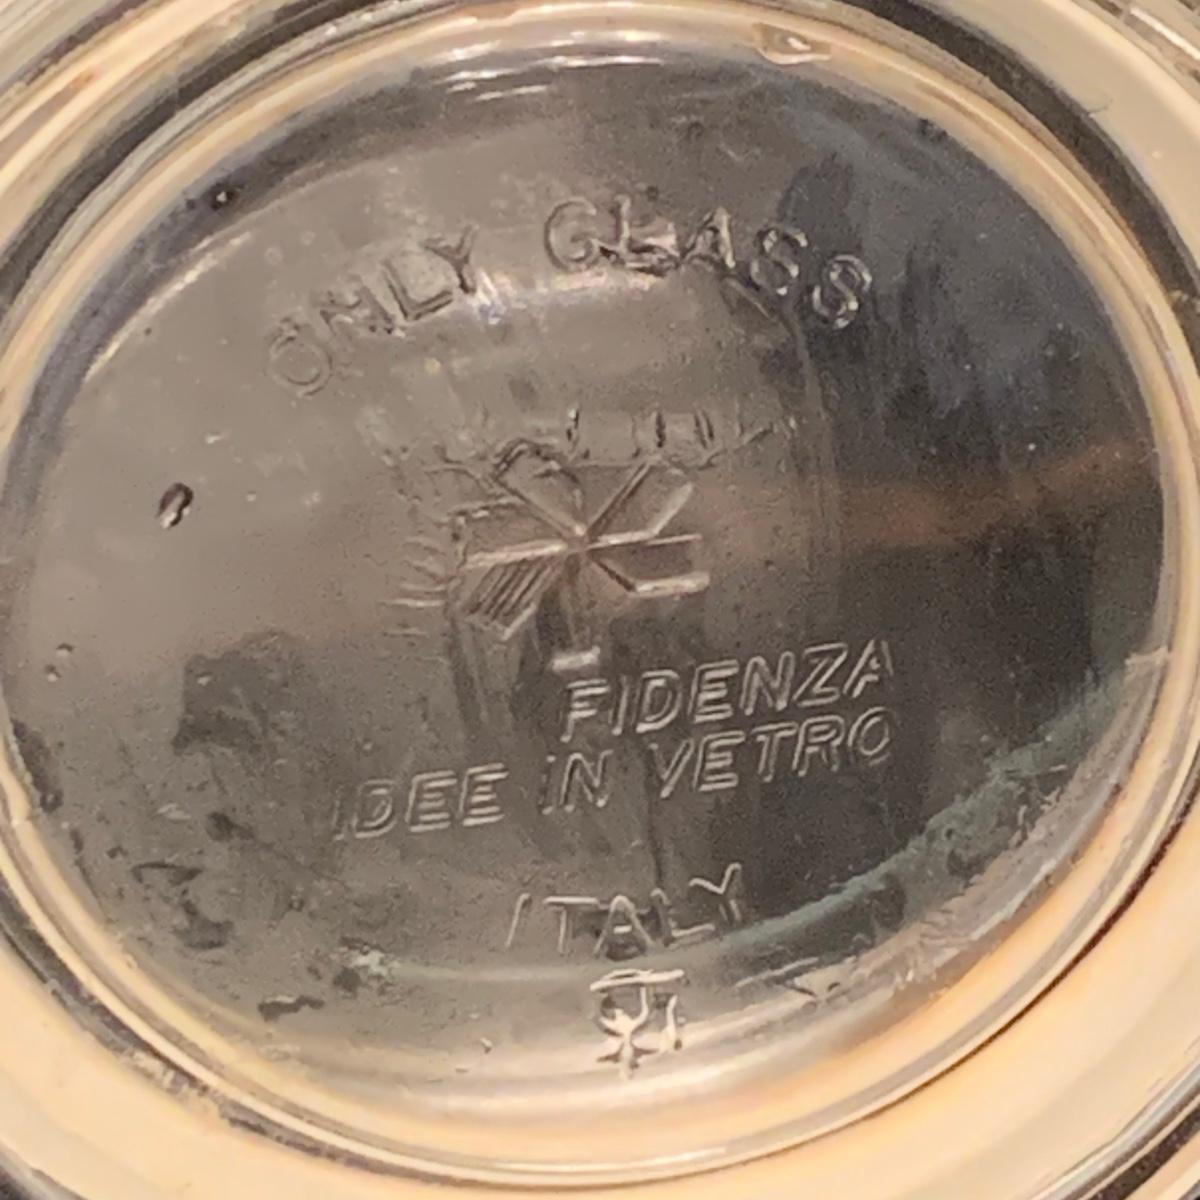 ONLY GLASS
FIDENZA
IDEE IN VETRO
ITALY